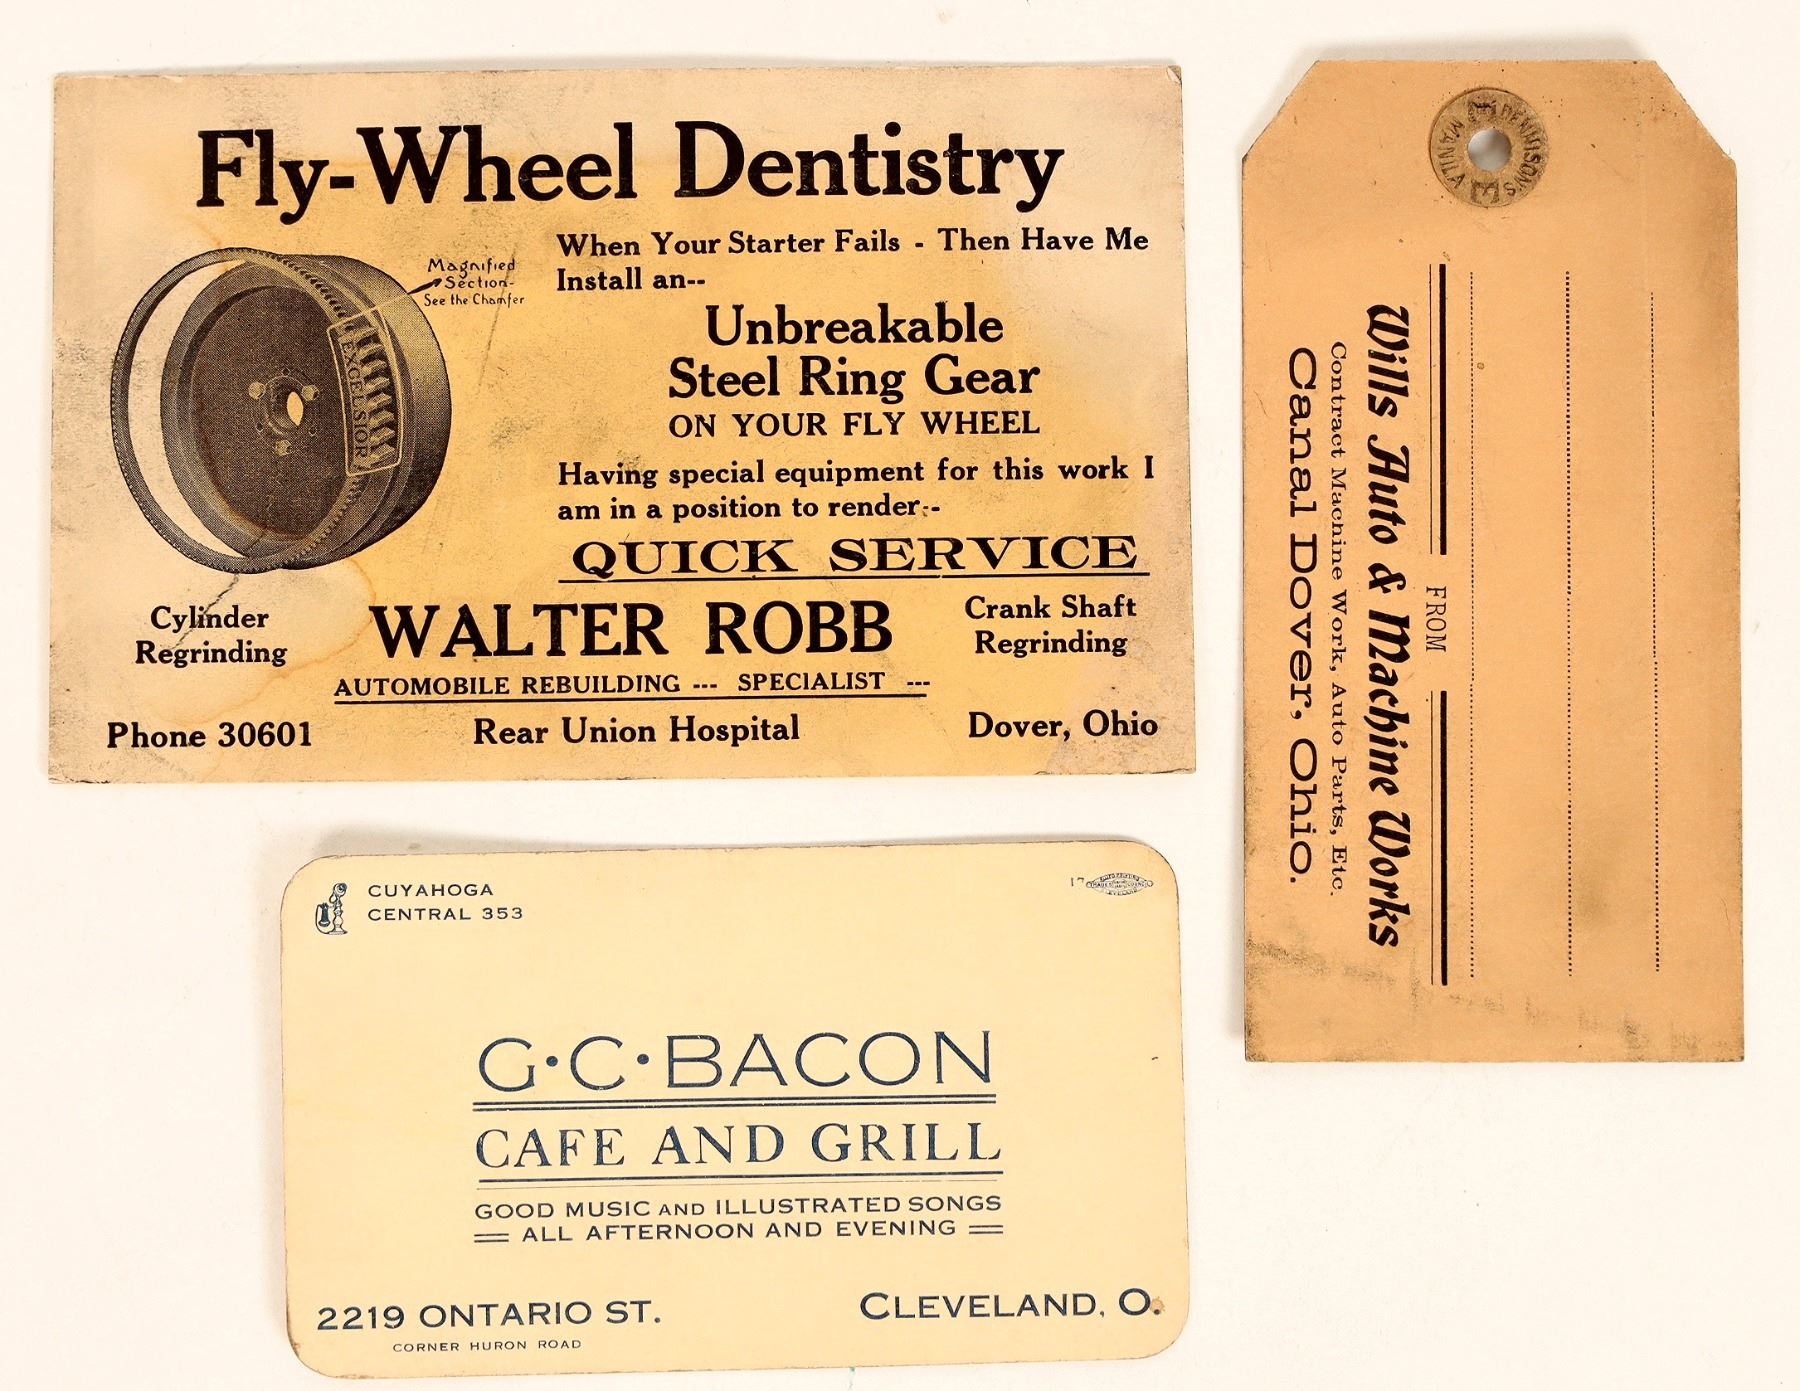 Fly-Wheel Dentistry
When Your Starter Fails - Then Have Me
Install an--
Magnified
Section-
See the Chamfer
EXCELSIOR
Unbreakable
Steel Ring Gear
ON YOUR FLY WHEEL
Having special equipment for this work I
am in a position to render:-
QUICK SERVICE
Cylinder
Regrinding
WALTER ROBB
Crank Shaft
Regrinding
AUTOMOBILE REBUILDING --- SPECIALIST ---
Phone 30601 Rear Union Hospital Dover, Ohio
DENNISON'S
MANILA
FROM
Wills Auto & Machine Works
Contract Machine Work, Auto Parts, Etc.
Canal Dover, Ohio.
CUYAHOGA
CENTRAL 353
17
G·C·BACON
CAFE AND GRILL
GOOD MUSIC AND ILLUSTRATED SONGS
ALL AFTERNOON AND EVENING
2219 ONTARIO ST.
CORNER HURON ROAD
CLEVELAND, O.